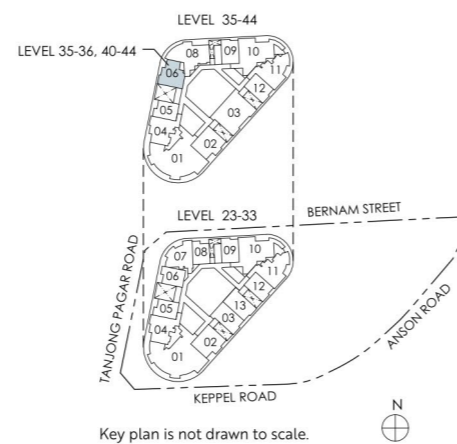 LEVEL 35-44
LEVEL 35-36, 40-44
08 09 10
06 11
12
05 03
04 02
01
LEVEL 23-33
BERNAM STREET
07 08 09 10
06 11
12
05 13
04 03
02
01
TANJONG PAGAR ROAD
ANSON ROAD
KEPPEL ROAD
Key plan is not drawn to scale.
N